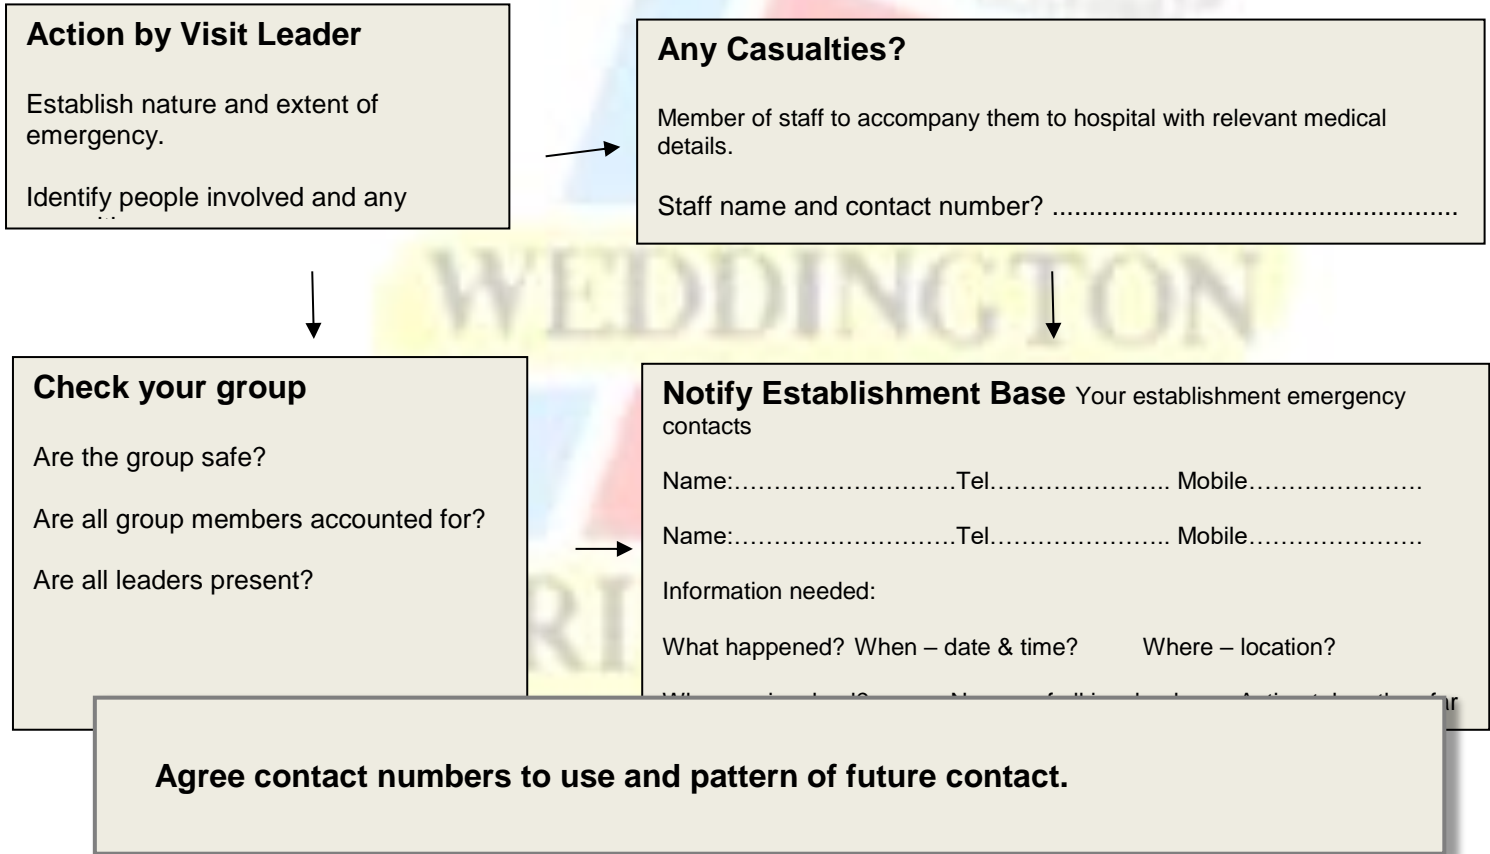 Action by Visit Leader
Establish nature and extent of
emergency.
Identify people involved and any
Any Casualties?
Member of staff to accompany them to hospital with relevant medical
details.
Staff name and contact number? ......................................................
WEDDINGTON
Check your group
Are the group safe?
Are all group members accounted for?
Are all leaders present?
Notify Establishment Base Your establishment emergency
contacts
Name:……………………….Tel………………….. Mobile………………….
Name:……………………….Tel………………….. Mobile………………….
Information needed:
What happened? When – date & time? Where – location?
RI
Agree contact numbers to use and pattern of future contact.